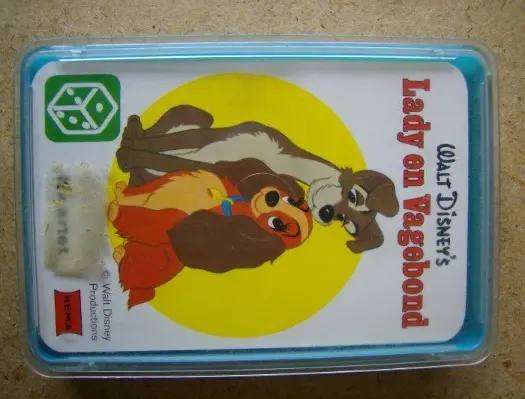 WALT DISNEY'S
Lady en Vagebond
© Walt Disney
Productions
HEMA